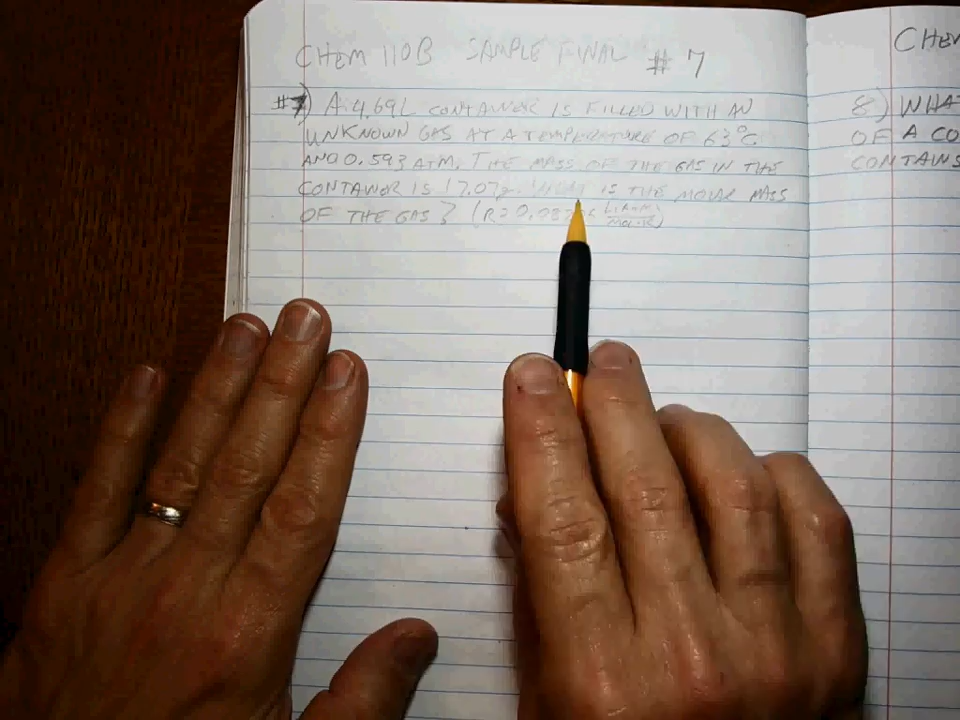 CHEM 110B SAMPLE FINAL # 7
#7) A 4.69L CONTAINER IS FILLED WITH AN
UNKNOWN GAS AT A TEMPERATURE OF 63°C
AND 0.593 ATM. THE MASS OF THE GAS IN THE
CONTAINER IS 17.07g. WHAT IS THE MOLAR MASS
OF THE GAS? (R=
8) WHAT
OF A CO
CONTAINS